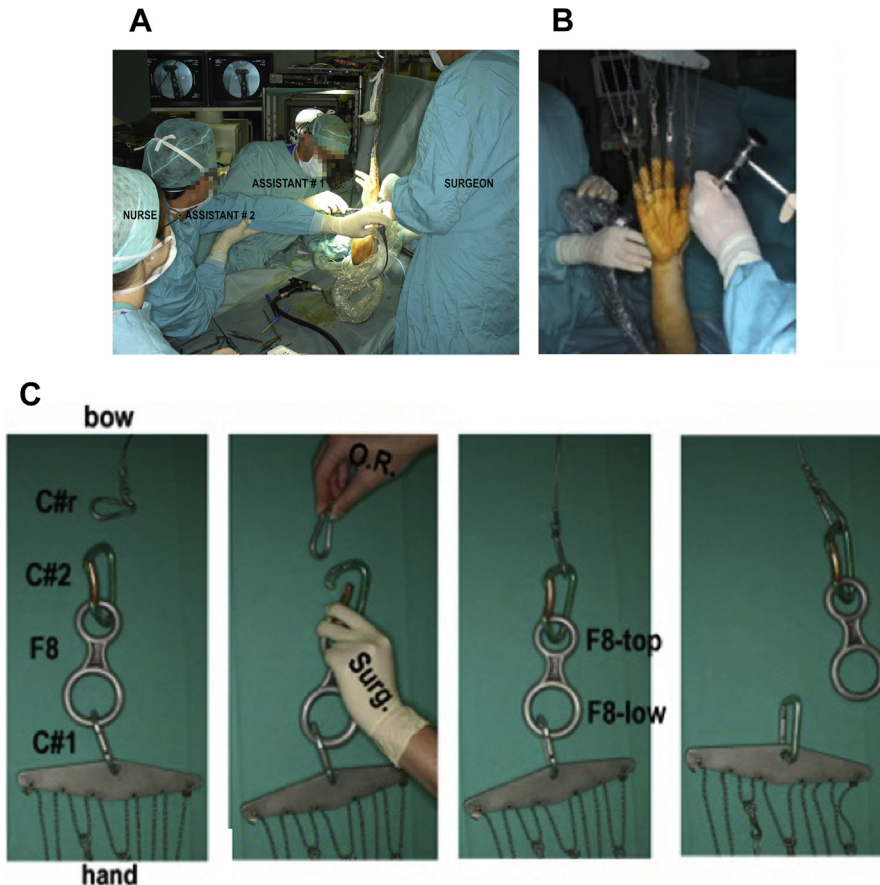 A
B
NURSE
ASSISTANT # 2
ASSISTANT # 1
SURGEON
C
bow
C#r
C#2
F8
C#1
hand
O.R.
Surg.
F8-top
F8-low